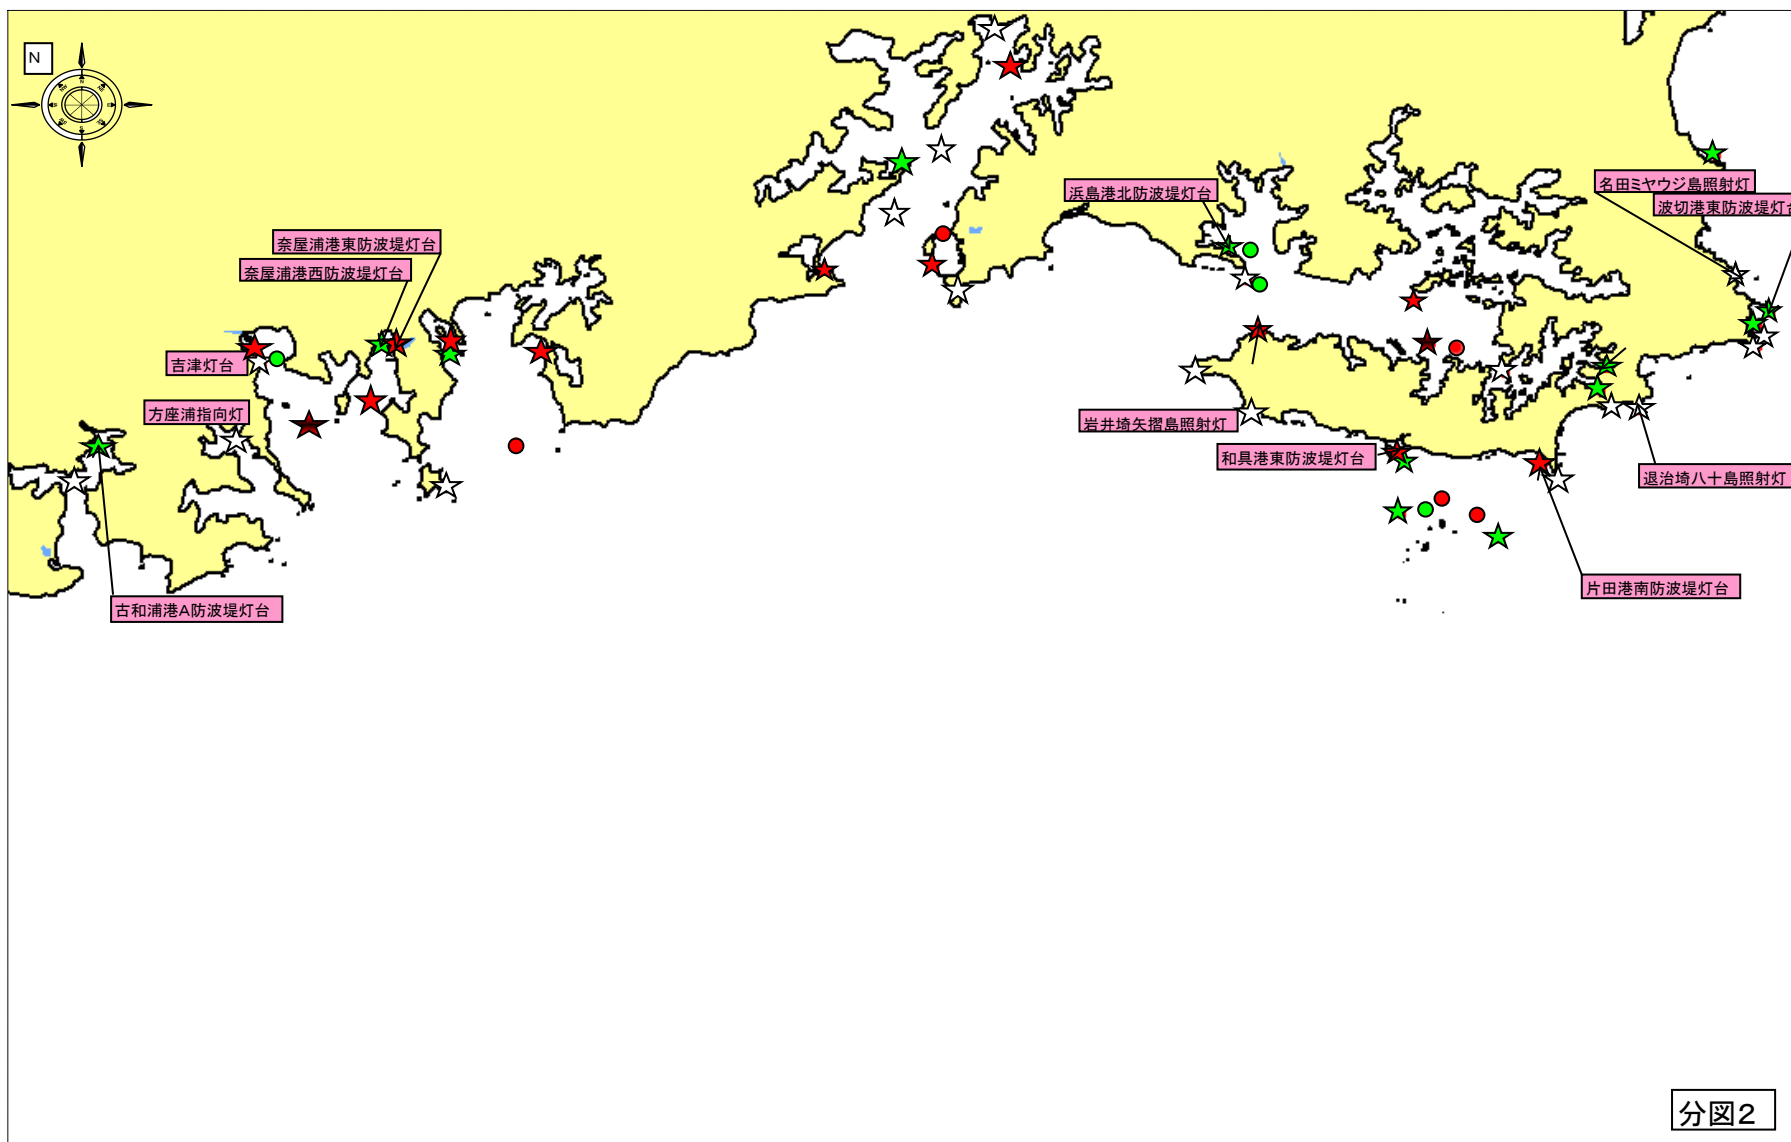 N
名田ミヤウジ島照射灯
浜島港北防波堤灯台
波切港東防波堤灯台
奈屋浦港東防波堤灯台
奈屋浦港西防波堤灯台
吉津灯台
方座浦指向灯
岩井埼矢摺島照射灯
和具港東防波堤灯台
退治埼八十島照射灯
片田港南防波堤灯台
古和浦港A防波堤灯台
分図2